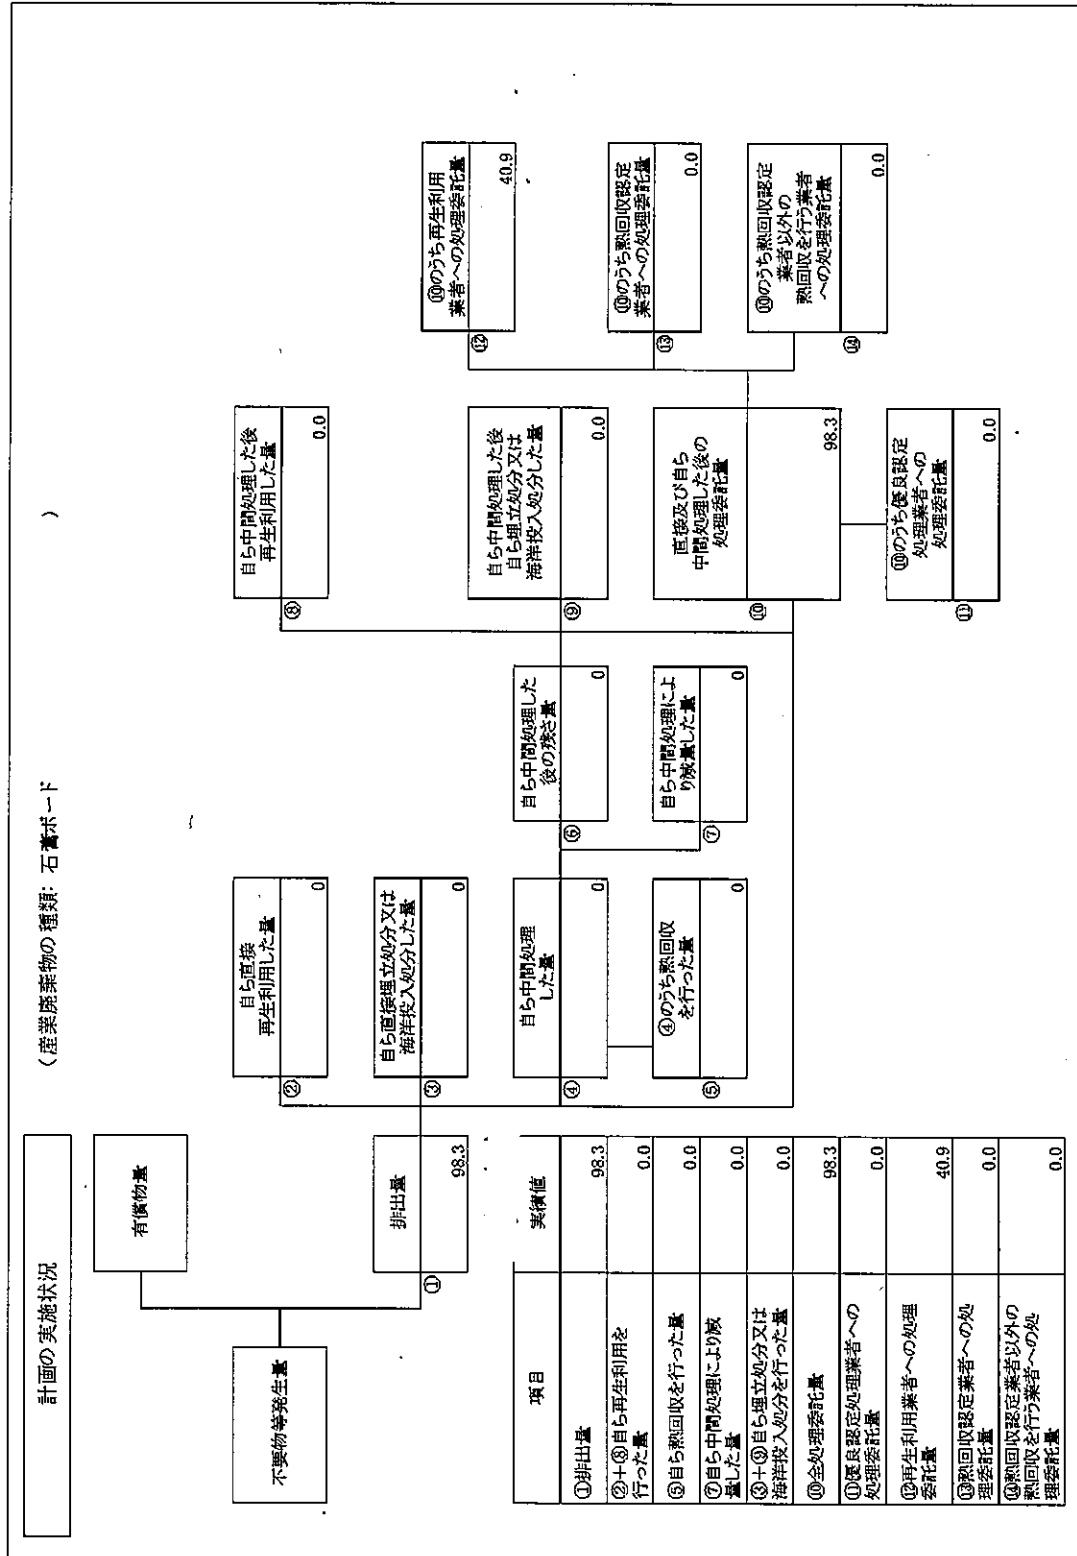 計画の実施状況
（産業廃棄物の種類: 石膏ボード ）
不要物等発生量
有償物量
①
排出量
98.3
②
自ら直接
再生利用した量
0
③
自ら直接埋立処分又は
海洋投入処分した量
0
④
自ら中間処理
した量
0
⑤
④のうち熱回収
を行った量
0
⑥
自ら中間処理した
後の残さ量
0
⑦
自ら中間処理によ
り減量した量
0
⑧
自ら中間処理した後
再生利用した量
0.0
⑨
自ら中間処理した後
自ら埋立処分又は
海洋投入処分した量
0.0
⑩
直接及び自ら
中間処理した後の
処理委託量
98.3
⑪
⑩のうち優良認定
処理業者への
処理委託量
0.0
⑫
⑩のうち再生利用
業者への処理委託量
40.9
⑬
⑩のうち熱回収認定
業者への処理委託量
0.0
⑭
⑩のうち熱回収認定
業者以外の
熱回収を行う業者
への処理委託量
0.0
項目 実績値
①排出量 98.3
②+⑧自ら再生利用を
行った量 0.0
⑤自ら熱回収を行った量 0.0
⑦自ら中間処理により減
量した量 0.0
③+⑨自ら埋立処分又は
海洋投入処分を行った量 0.0
⑩全処理委託量 98.3
⑪優良認定処理業者への
処理委託量 0.0
⑫再生利用業者への処理
委託量 40.9
⑬熱回収認定業者への処
理委託量 0.0
⑭熱回収認定業者以外の
熱回収を行う業者への処
理委託量 0.0